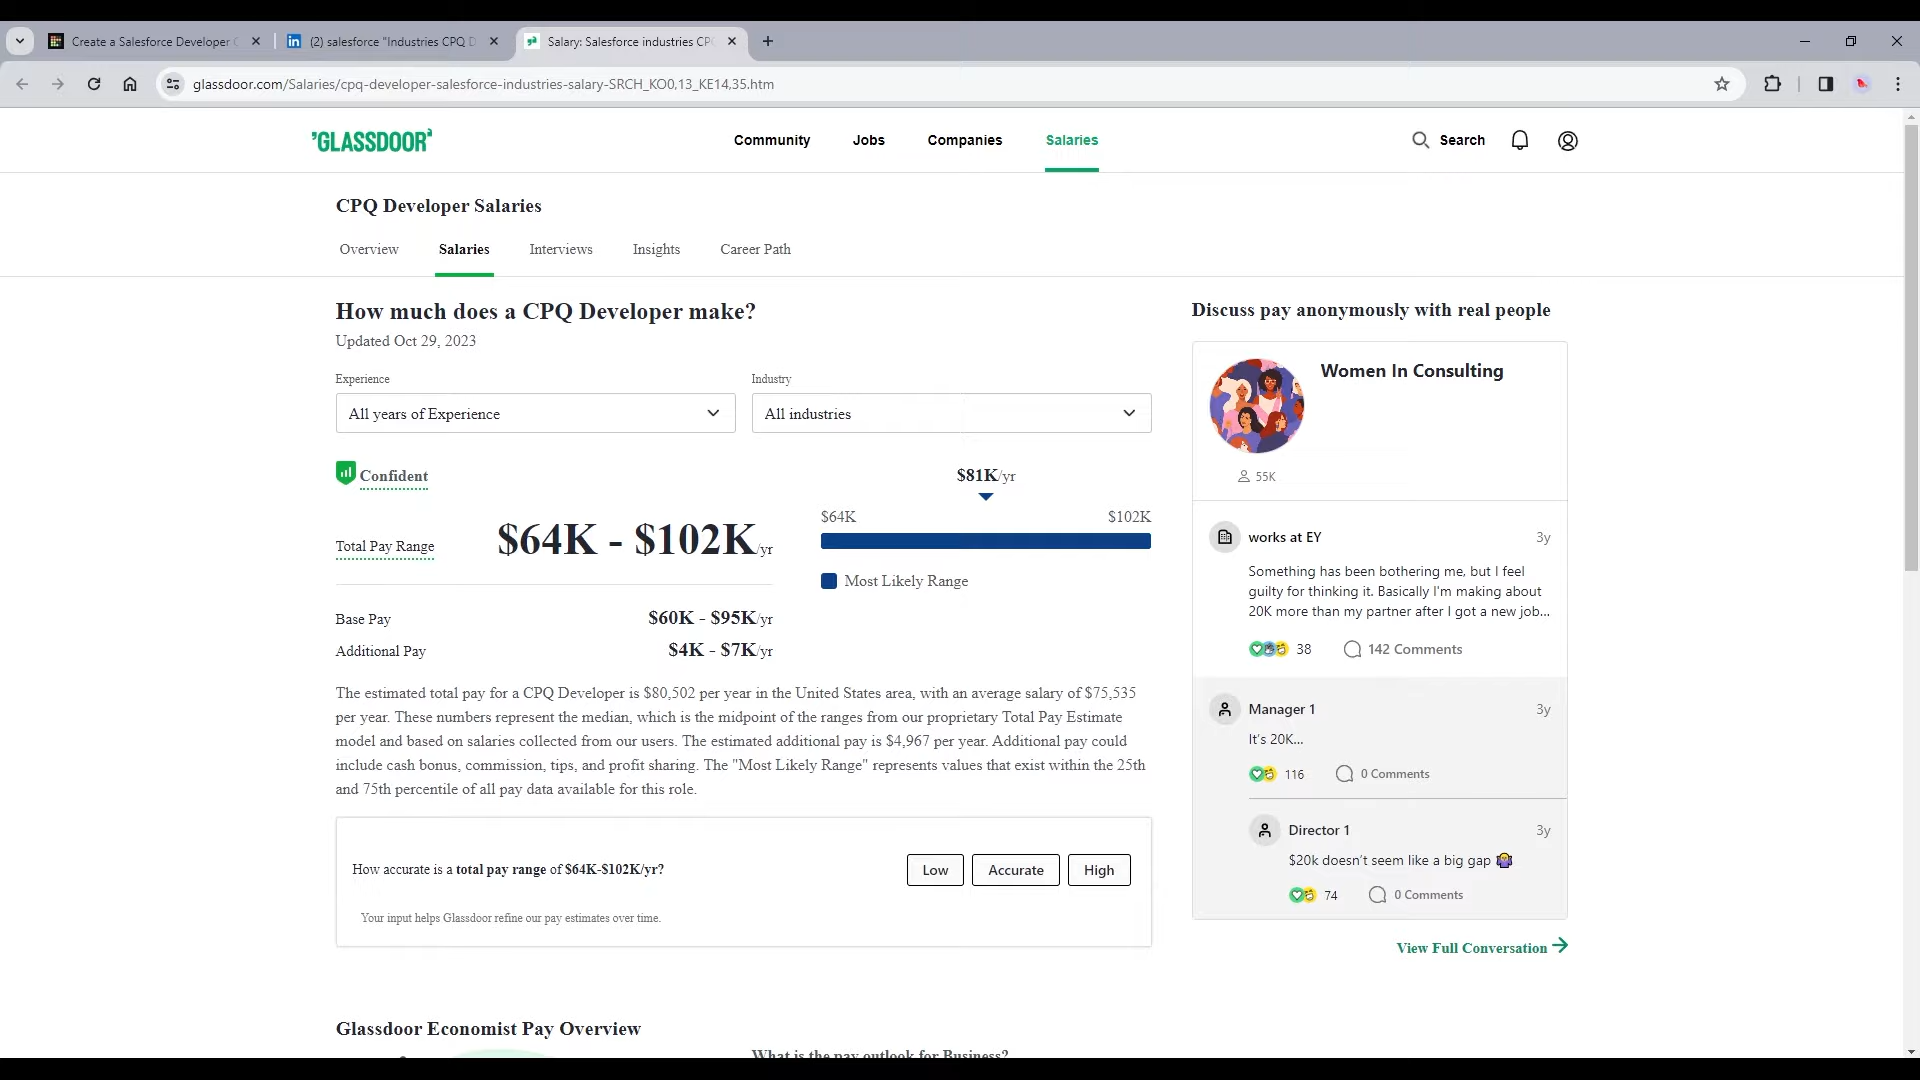 Create a Salesforce Developer
(2) salesforce "Industries CPQ D
Salary: Salesforce industries CPQ
glassdoor.com/Salaries/cpq-developer-salesforce-industries-salary-SRCH_KO0,13_KE14,35.htm
GLASSDOOR
Community
Jobs
Companies
Salaries
Search
CPQ Developer Salaries
Overview
Salaries
Interviews
Insights
Career Path
How much does a CPQ Developer make?
Updated Oct 29, 2023
Experience
Industry
All years of Experience
All industries
Confident
$81K/yr
$64K
$102K
Total Pay Range
$64K - $102K/yr
Most Likely Range
Base Pay
$60K - $95K/yr
Additional Pay
$4K - $7K/yr
The estimated total pay for a CPQ Developer is $80,502 per year in the United States area, with an average salary of $75,535
per year. These numbers represent the median, which is the midpoint of the ranges from our proprietary Total Pay Estimate
model and based on salaries collected from our users. The estimated additional pay is $4,967 per year. Additional pay could
include cash bonus, commission, tips, and profit sharing. The "Most Likely Range" represents values that exist within the 25th
and 75th percentile of all pay data available for this role.
How accurate is a total pay range of $64K-$102K/yr?
Low
Accurate
High
Your input helps Glassdoor refine our pay estimates over time.
Glassdoor Economist Pay Overview
What is the pay outlook for Business?
Discuss pay anonymously with real people
Women In Consulting
55K
works at EY
3y
Something has been bothering me, but I feel
guilty for thinking it. Basically I'm making about
20K more than my partner after I got a new job...
38
142 Comments
Manager 1
3y
It's 20K...
116
0 Comments
Director 1
3y
$20k doesn't seem like a big gap
74
0 Comments
View Full Conversation